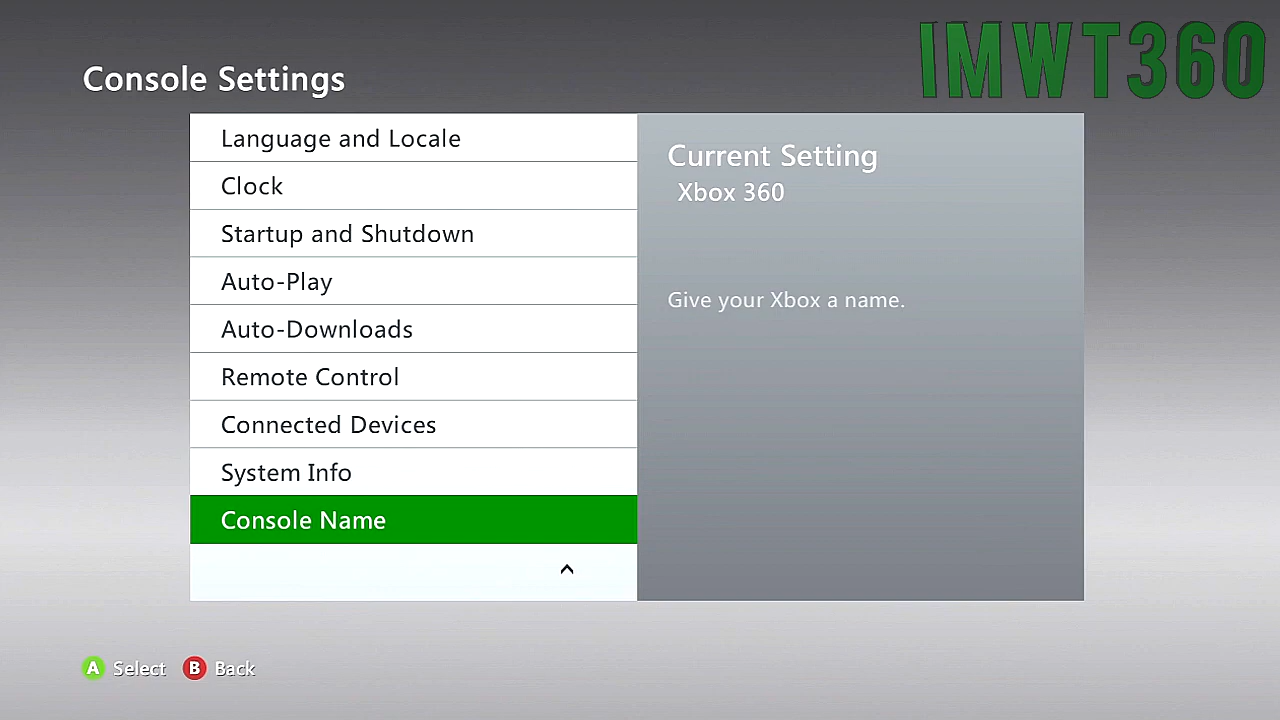 IMWT360
Console Settings
Language and Locale
Clock
Startup and Shutdown
Auto-Play
Auto-Downloads
Remote Control
Connected Devices
System Info
Console Name
Current Setting
Xbox 360
Give your Xbox a name.
A Select B Back